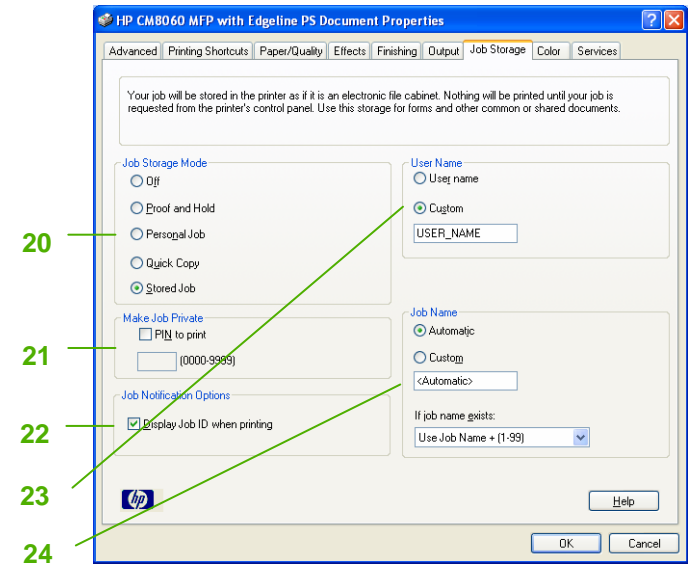 HP CM8060 MFP with Edgeline PS Document Properties
Advanced Printing Shortcuts Paper/Quality Effects Finishing Output Job Storage Color Services
Your job will be stored in the printer as if it is an electronic file cabinet. Nothing will be printed until your job is
requested from the printer's control panel. Use this storage for forms and other common or shared documents.
Job Storage Mode
Off
Proof and Hold
20
Personal Job
Quick Copy
Stored Job
User Name
User name
Custom
USER_NAME
Make Job Private
PIN to print
21
(0000-9999)
Job Notification Options
22
Display Job ID when printing
Job Name
Automatic
Custom
<Automatic>
If job name exists:
Use Job Name + (1-99)
23
hp
Help
24
OK Cancel